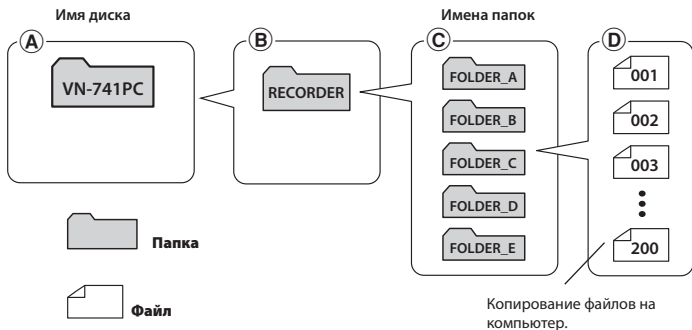 Имя диска
Имена папок
A
B
C
D
VN-741PC
RECORDER
FOLDER_A
FOLDER_B
FOLDER_C
FOLDER_D
FOLDER_E
001
002
003
200
Папка
Файл
Копирование файлов на
компьютер.